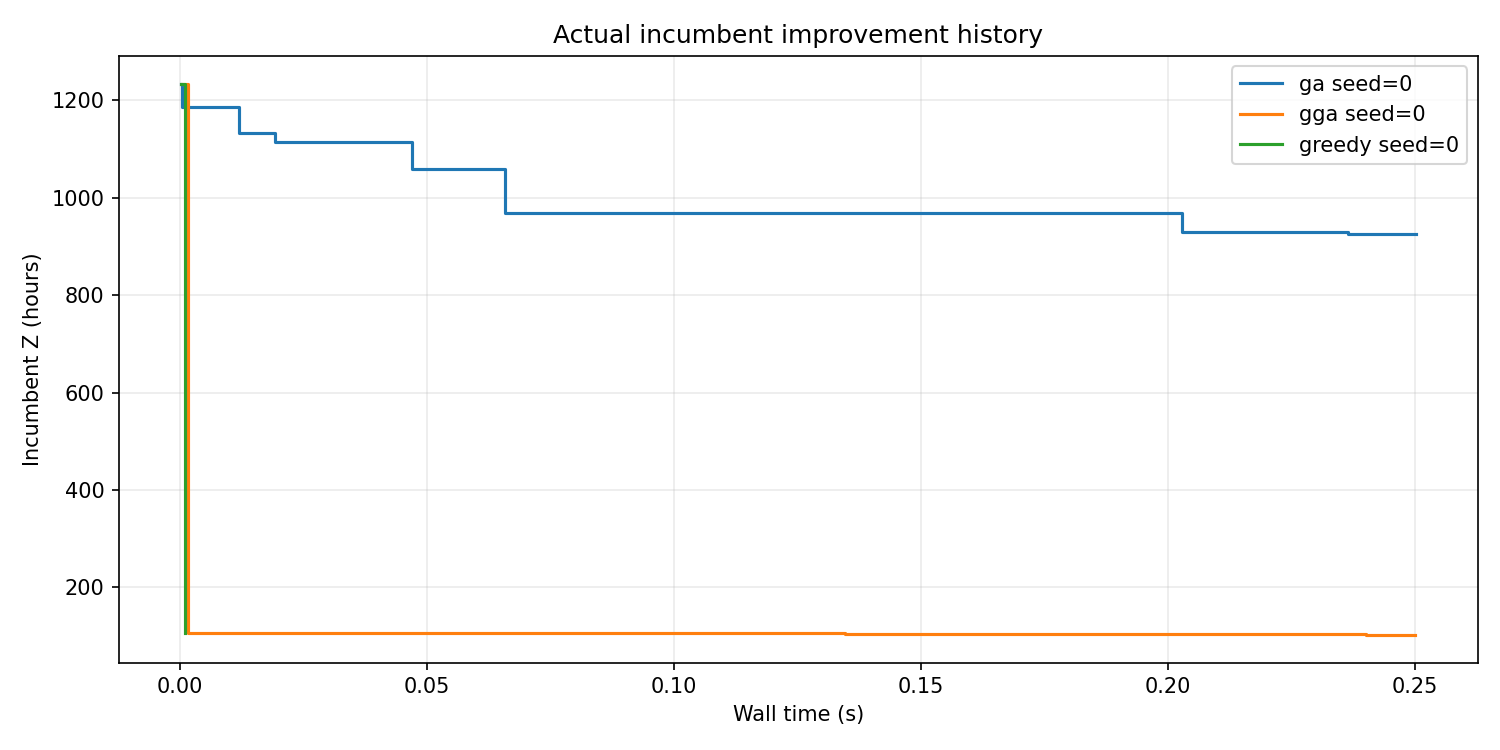 Actual incumbent improvement history
ga seed=0
gga seed=0
greedy seed=0
Incumbent Z (hours)
1200
1000
800
600
400
200
0.00 0.05 0.10 0.15 0.20 0.25
Wall time (s)